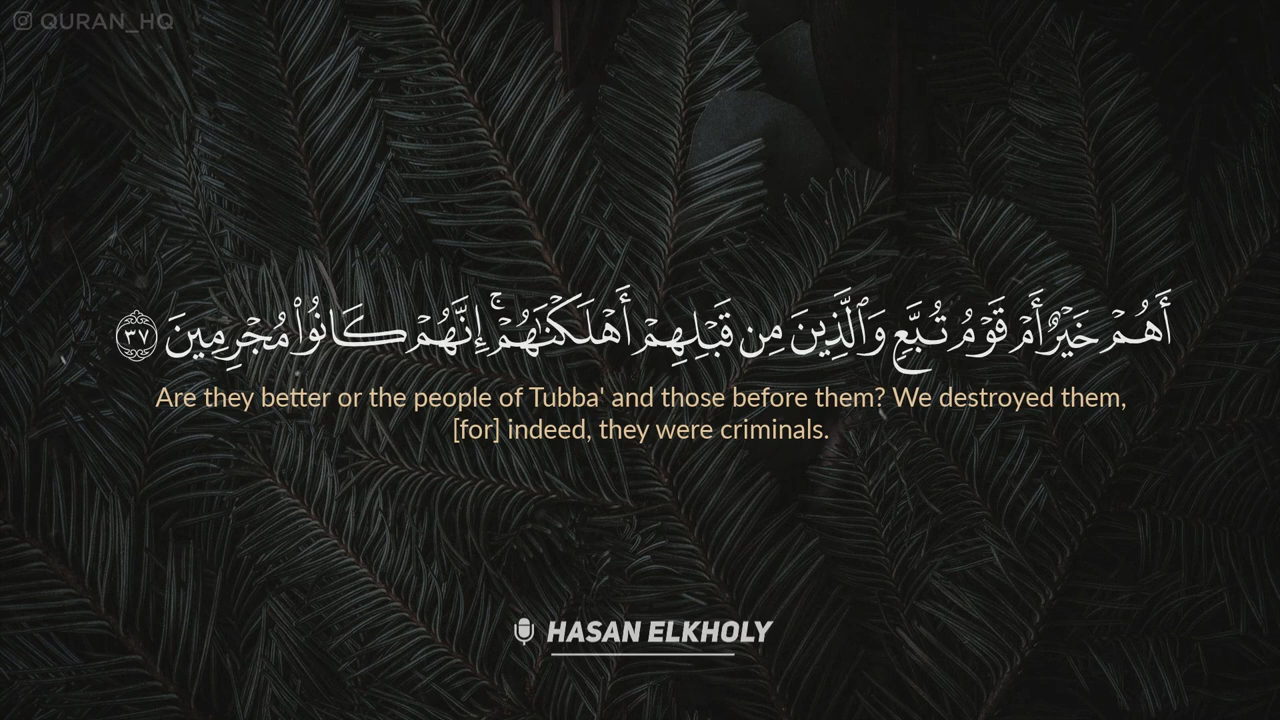 QURAN_HQ
أَهُمْ خَيْرٌ أَمْ قَوْمُ تُبَّعٍ وَٱلَّذِينَ مِن قَبْلِهِمْ أَهْلَكْنَٰهُمْ ۚ إِنَّهُمْ كَانُوا۟ مُجْرِمِينَ ٣٧
Are they better or the people of Tubba' and those before them? We destroyed them,
[for] indeed, they were criminals.
HASAN ELKHOLY